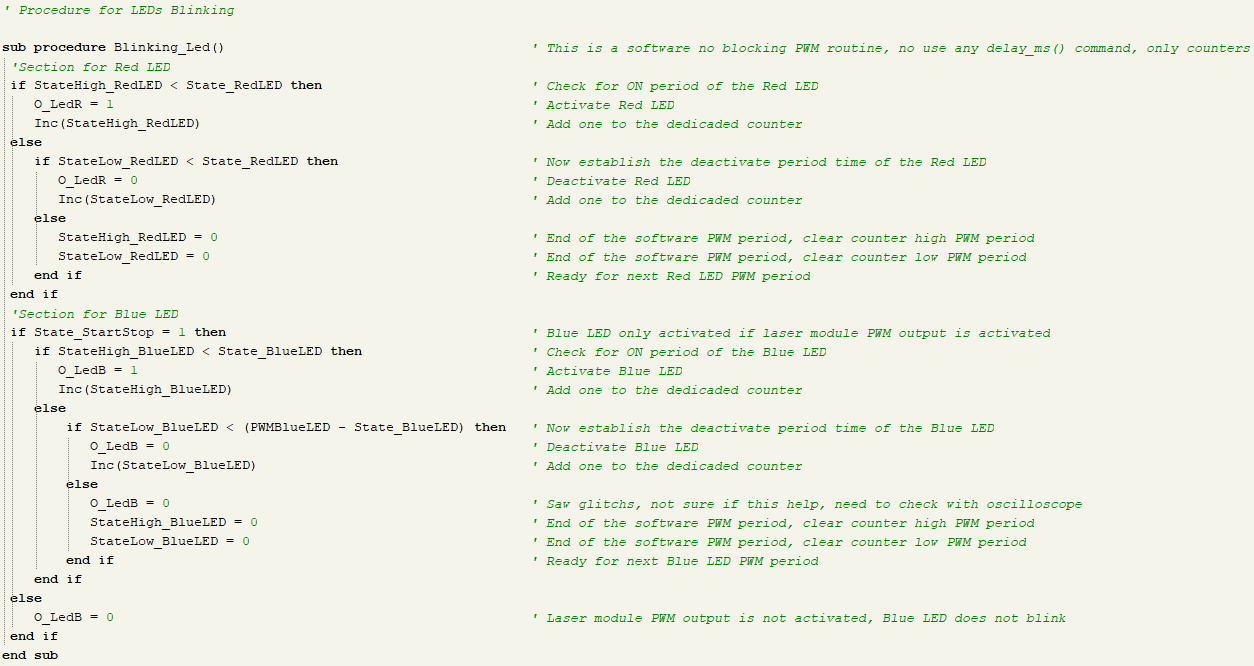 ' Procedure for LEDs Blinking
sub procedure Blinking_Led() ' This is a software no blocking PWM routine, no use any delay_ms() command, only counters
'Section for Red LED
if StateHigh_RedLED < State_RedLED then ' Check for ON period of the Red LED
O_LedR = 1 ' Activate Red LED
Inc(StateHigh_RedLED) ' Add one to the dedicaded counter
else
if StateLow_RedLED < State_RedLED then ' Now establish the deactivate period time of the Red LED
O_LedR = 0 ' Deactivate Red LED
Inc(StateLow_RedLED) ' Add one to the dedicaded counter
else
StateHigh_RedLED = 0 ' End of the software PWM period, clear counter high PWM period
StateLow_RedLED = 0 ' End of the software PWM period, clear counter low PWM period
end if ' Ready for next Red LED PWM period
end if
'Section for Blue LED
if State_StartStop = 1 then ' Blue LED only activated if laser module PWM output is activated
if StateHigh_BlueLED < State_BlueLED then ' Check for ON period of the Blue LED
O_LedB = 1 ' Activate Blue LED
Inc(StateHigh_BlueLED) ' Add one to the dedicaded counter
else
if StateLow_BlueLED < (PWMBlueLED - State_BlueLED) then ' Now establish the deactivate period time of the Blue LED
O_LedB = 0 ' Deactivate Blue LED
Inc(StateLow_BlueLED) ' Add one to the dedicaded counter
else
O_LedB = 0 ' Saw glitchs, not sure if this help, need to check with oscilloscope
StateHigh_BlueLED = 0 ' End of the software PWM period, clear counter high PWM period
StateLow_BlueLED = 0 ' End of the software PWM period, clear counter low PWM period
end if ' Ready for next Blue LED PWM period
end if
else
O_LedB = 0 ' Laser module PWM output is not activated, Blue LED does not blink
end if
end sub